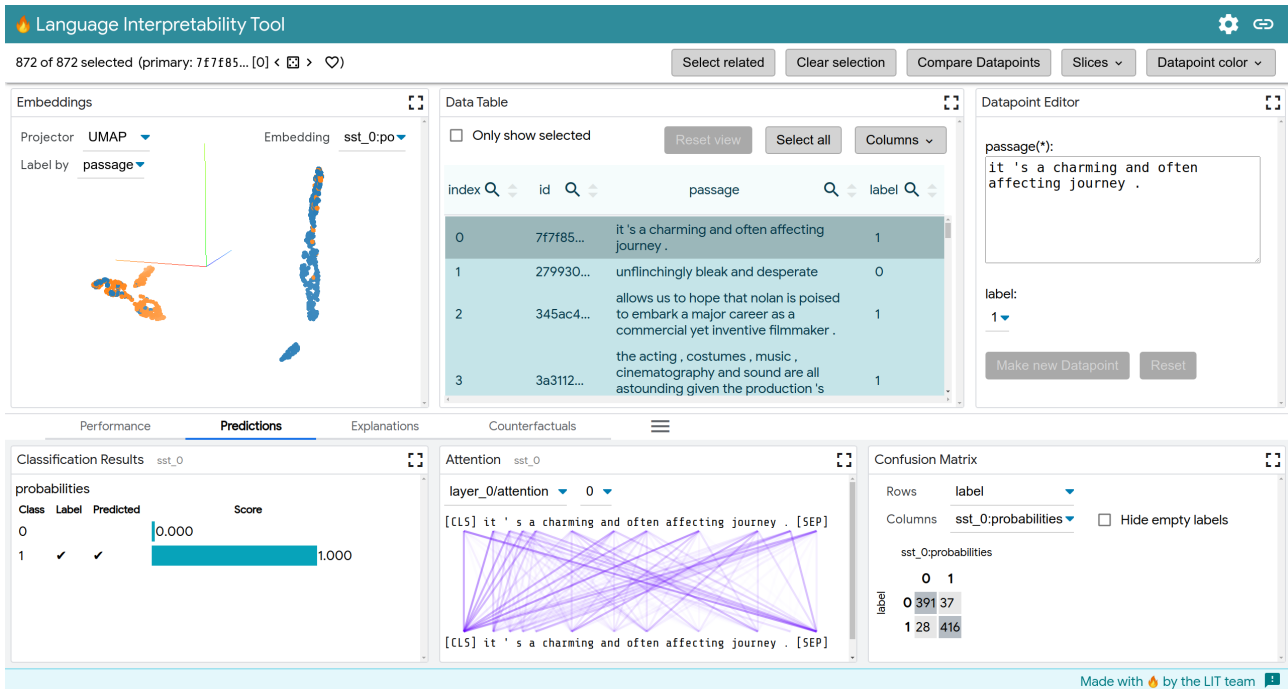 Language Interpretability Tool
872 of 872 selected (primary: 7f7f85... [0] < > )
Select related
Clear selection
Compare Datapoints
Slices
Datapoint color
Embeddings
Projector UMAP
Embedding sst_0:po
Label by passage
Data Table
Only show selected
Reset view
Select all
Columns
index id passage label
0 7f7f85... it 's a charming and often affecting
journey . 1
1 279930... unflinchingly bleak and desperate 0
allows us to hope that nolan is poised
2 345ac4... to embark a major career as a 1
commercial yet inventive filmmaker .
the acting , costumes , music ,
cinematography and sound are all
3 3a3112... astounding given the production 's 1
Datapoint Editor
passage(*):
it 's a charming and often
affecting journey .
label:
1
Make new Datapoint
Reset
Performance
Predictions
Explanations
Counterfactuals
Classification Results sst_0
probabilities
Class Label Predicted Score
0 0.000
1 ✔ ✔ 1.000
Attention sst_0
layer_0/attention 0
[CLS] it ' s a charming and often affecting journey . [SEP]
[CLS] it ' s a charming and often affecting journey . [SEP]
Confusion Matrix
Rows label
Columns sst_0:probabilities
Hide empty labels
sst_0:probabilities
0 1
label
0 391 37
1 28 416
Made with 🔥 by the LIT team